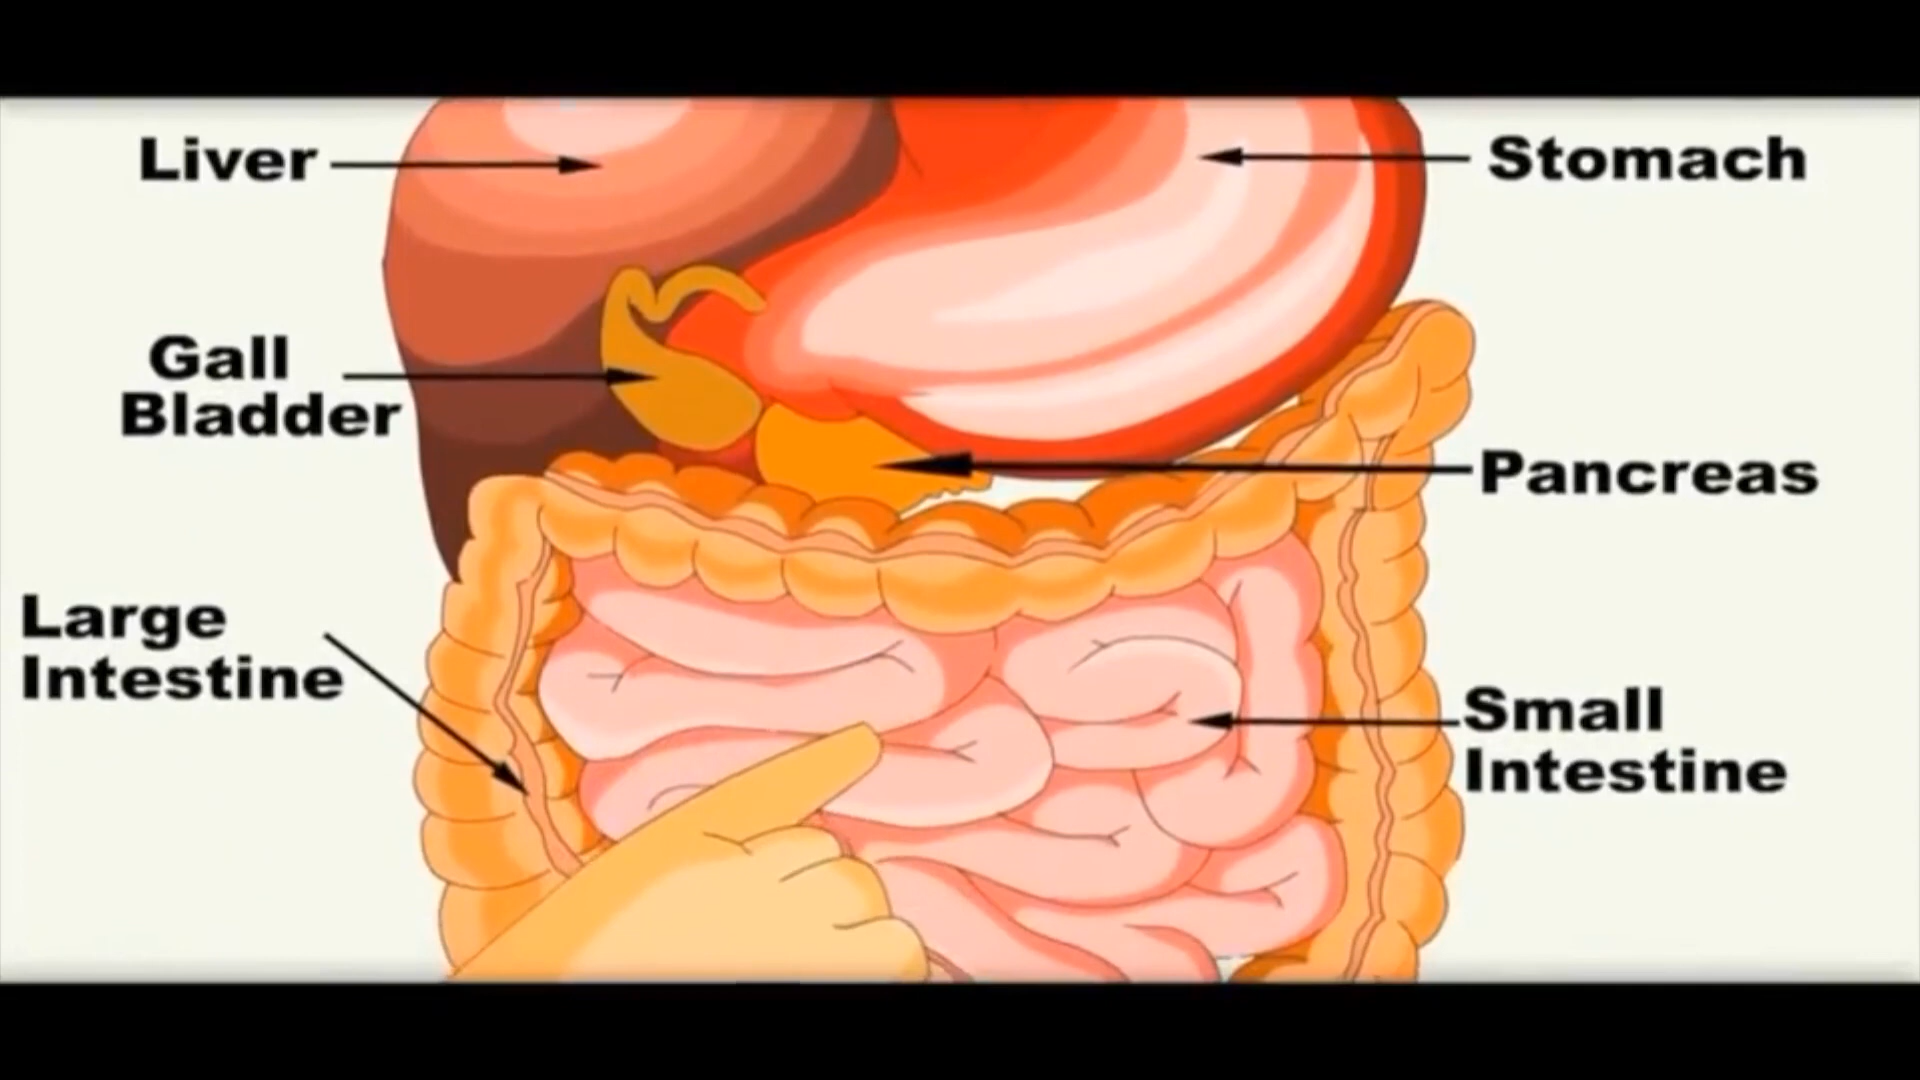 Liver
Stomach
Gall
Bladder
Pancreas
Large
Intestine
Small
Intestine